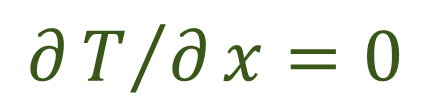 ∂ T/∂ x = 0